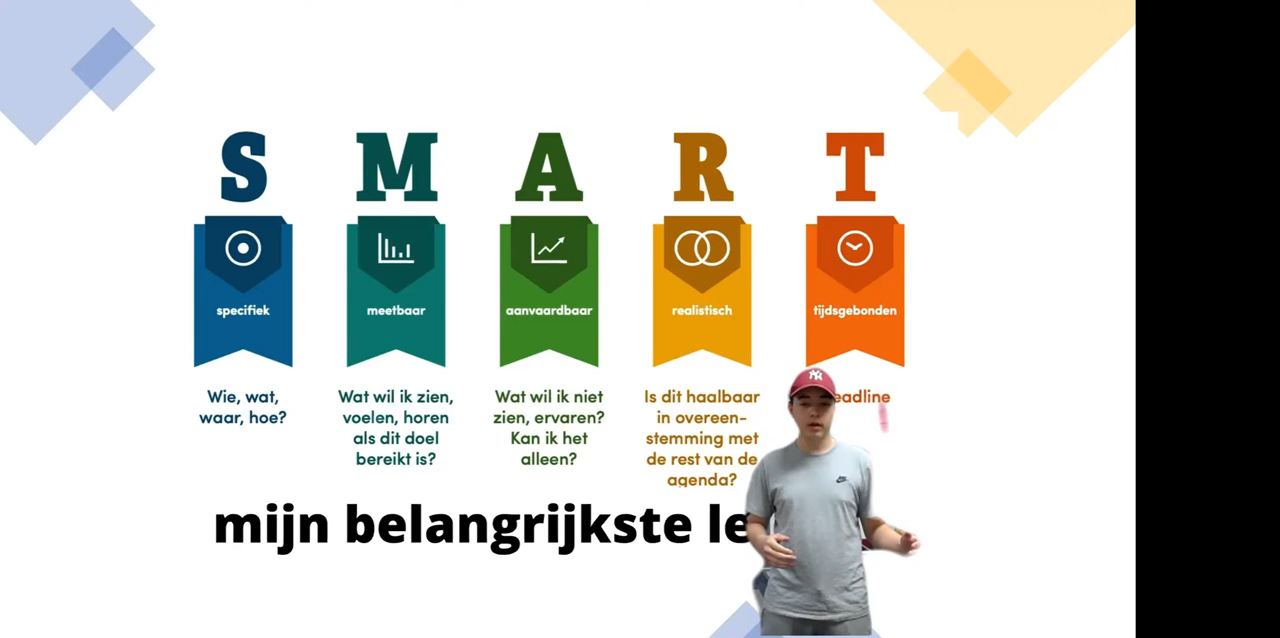 S M A R T
specifiek
meetbaar
aanvaardbaar
realistisch
tijdsgebonden
Wie, wat,
waar, hoe?
Wat wil ik zien,
voelen, horen
als dit doel
bereikt is?
Wat wil ik niet
zien, ervaren?
Kan ik het
alleen?
Is dit haalbaar
in overeen-
stemming met
de rest van de
agenda?
eadline
mijn belangrijkste le
NY